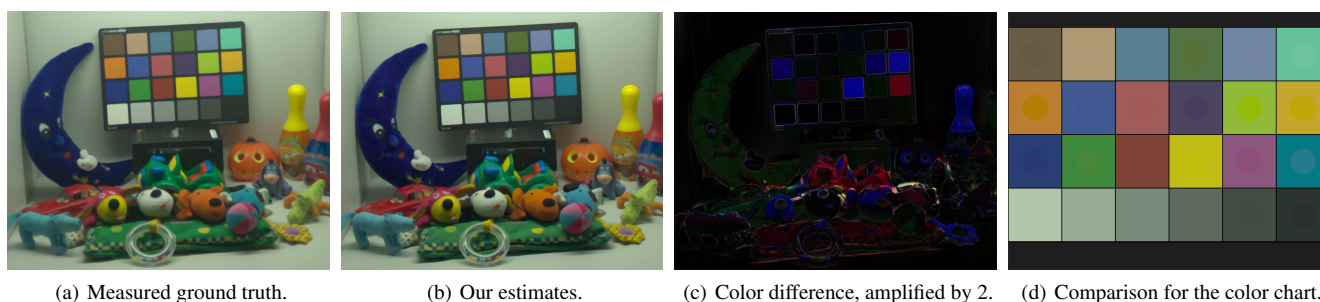 (a) Measured ground truth.
(b) Our estimates.
(c) Color difference, amplified by 2.
(d) Comparison for the color chart.